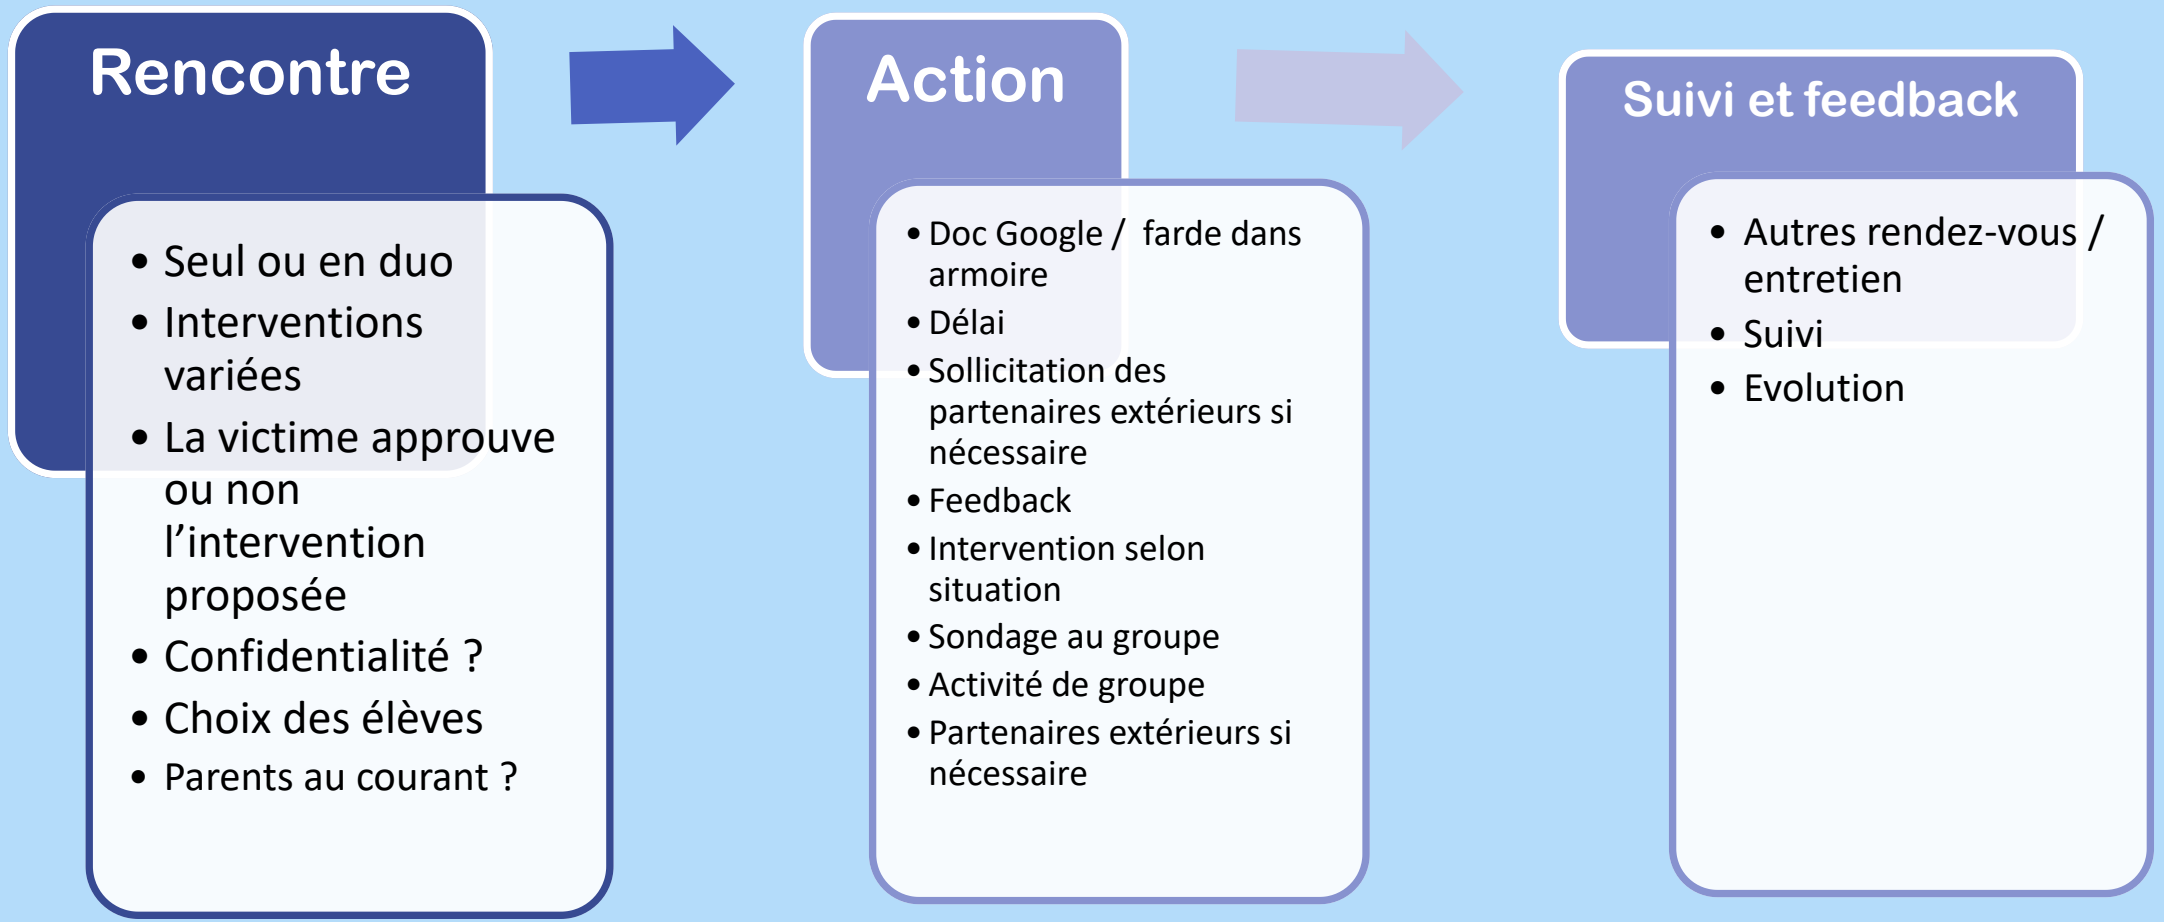 Rencontre
• Seul ou en duo
• Interventions
variées
• La victime approuve
ou non
l’intervention
proposée
• Confidentialité ?
• Choix des élèves
• Parents au courant ?
Action
• Doc Google /  farde dans
armoire
• Délai
• Sollicitation des
partenaires extérieurs si
nécessaire
• Feedback
• Intervention selon
situation
• Sondage au groupe
• Activité de groupe
• Partenaires extérieurs si
nécessaire
Suivi et feedback
• Autres rendez-vous /
entretien
• Suivi
• Evolution